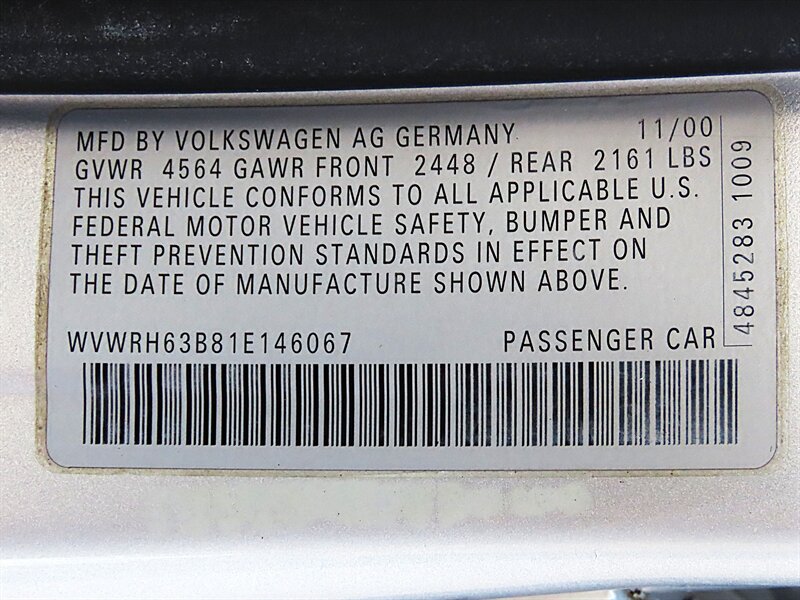 MFD BY VOLKSWAGEN AG GERMANY 11/00
GVWR 4564 GAWR FRONT 2448 / REAR 2161 LBS
THIS VEHICLE CONFORMS TO ALL APPLICABLE U.S.
FEDERAL MOTOR VEHICLE SAFETY, BUMPER AND
THEFT PREVENTION STANDARDS IN EFFECT ON
THE DATE OF MANUFACTURE SHOWN ABOVE.
WVWRH63B81E146067 PASSENGER CAR
4845283 1009